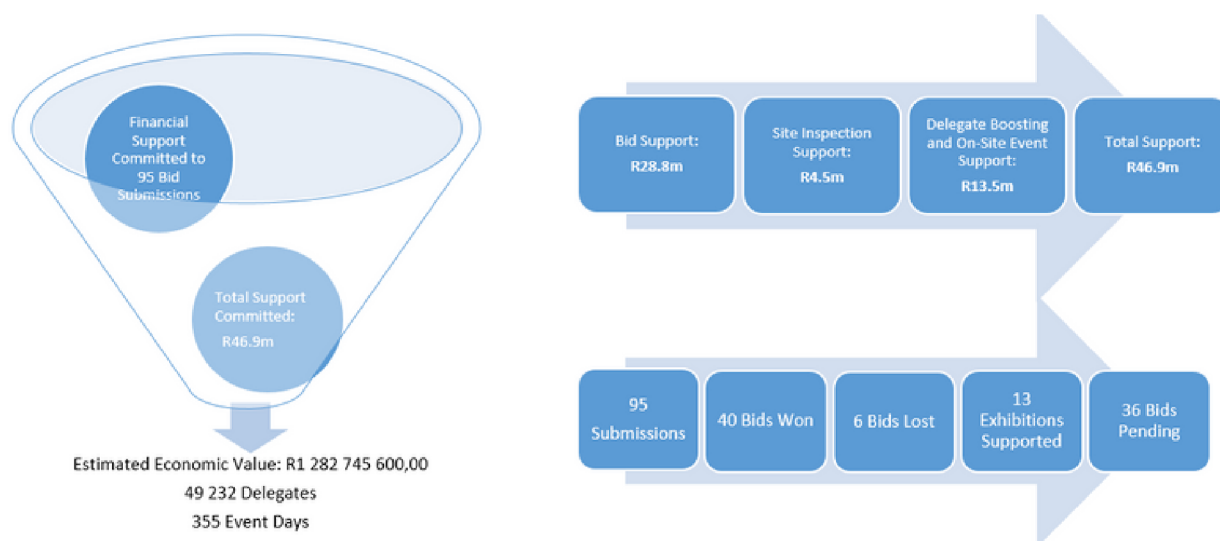 Financial
Support
Committed to
95 Bid
Submissions
Total Support
Committed:
R46.9m
Estimated Economic Value: R1 282 745 600,00
49 232 Delegates
355 Event Days
Bid Support:
R28.8m
Site Inspection
Support:
R4.5m
Delegate Boosting
and On-Site Event
Support:
R13.5m
Total Support:
R46.9m
95
Submissions
40 Bids Won
6 Bids Lost
13
Exhibitions
Supported
36 Bids
Pending